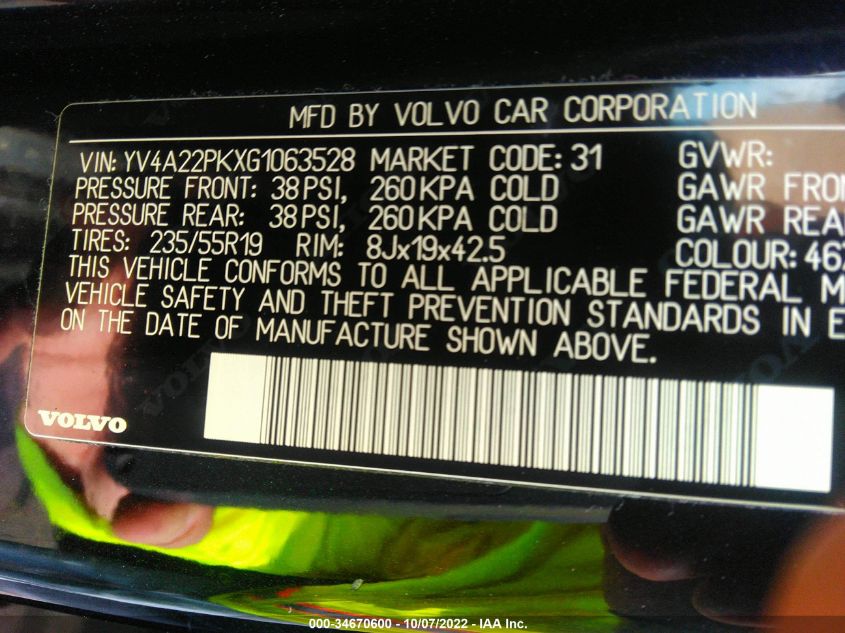 MFD BY VOLVO CAR CORPORATION
VIN: YV4A22PKXG1063528 MARKET CODE: 31 GVWR:
PRESSURE FRONT: 38 PSI, 260 KPA COLD GAWR FRON
PRESSURE REAR: 38 PSI, 260 KPA COLD GAWR REA
TIRES: 235/55R19 RIM: 8Jx19x42.5 COLOUR: 467
THIS VEHICLE CONFORMS TO ALL APPLICABLE FEDERAL M
VEHICLE SAFETY AND THEFT PREVENTION STANDARDS IN E
ON THE DATE OF MANUFACTURE SHOWN ABOVE.
VOLVO
000-34670600 - 10/07/2022 - IAA Inc.